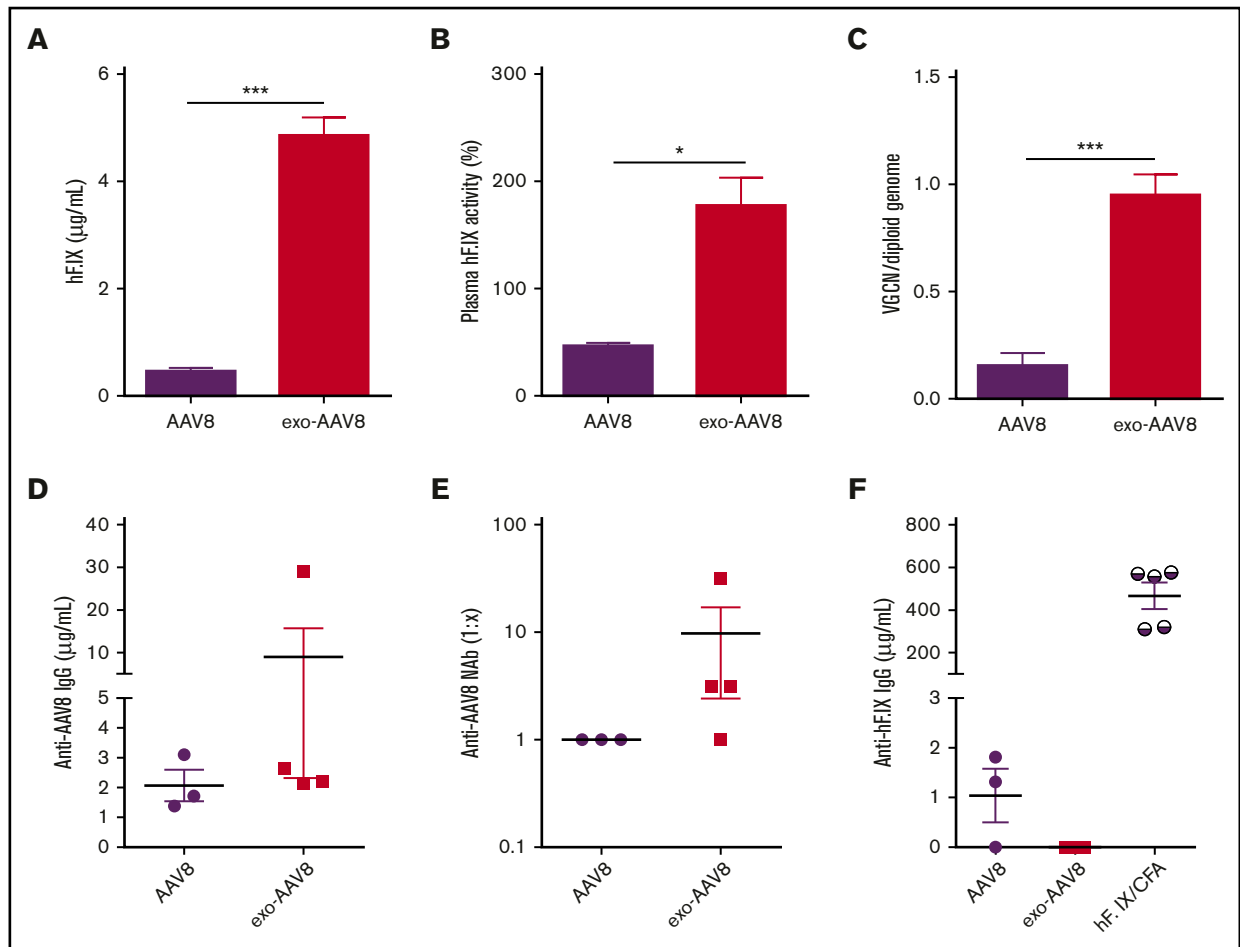 A
hF.IX (µg/mL)
6
4
2
0
***
AAV8
exo-AAV8
B
Plasma hF.IX activity (%)
300
200
100
0
*
AAV8
exo-AAV8
C
VGCN/diploid genome
1.5
1.0
0.5
0.0
***
AAV8
exo-AAV8
D
Anti-AAV8 IgG (µg/mL)
40
30
20
10
5
4
3
2
1
0
AAV8
exo-AAV8
E
Anti-AAV8 NAb (1:x)
100
10
1
0.1
AAV8
exo-AAV8
F
Anti-hF.IX IgG (µg/mL)
800
600
400
200
3
2
1
0
AAV8
exo-AAV8
hF. IX/CFA